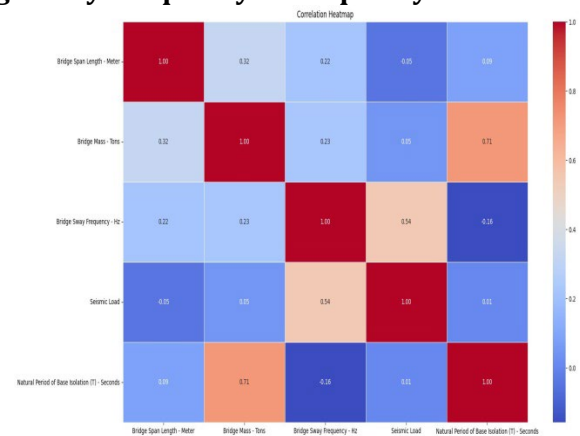 Correlation Heatmap
Bridge Span Length - Meter 1.00 0.32 0.22 -0.05 0.09
Bridge Mass - Tons 0.32 1.00 0.23 0.05 0.71
Bridge Sway Frequency - Hz 0.22 0.23 1.00 0.54 -0.16
Seismic Load -0.05 0.05 0.54 1.00 0.01
Natural Period of Base Isolation (T) - Seconds 0.09 0.71 -0.16 0.01 1.00
Bridge Span Length - Meter Bridge Mass - Tons Bridge Sway Frequency - Hz Seismic Load Natural Period of Base Isolation (T) - Seconds
1.0
0.8
0.6
0.4
0.2
0.0